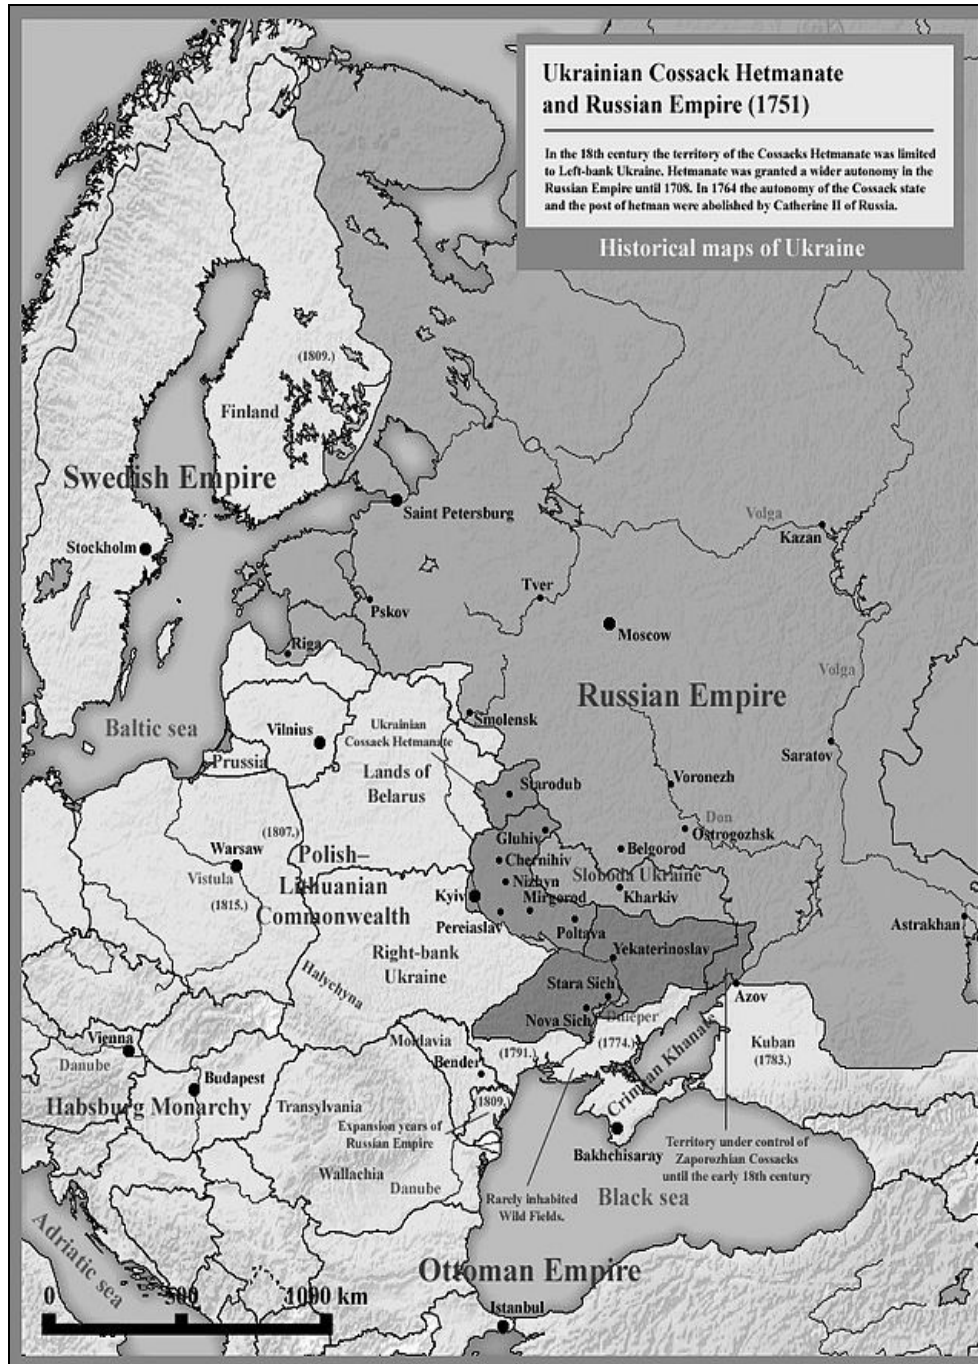 Ukrainian Cossack Hetmanate
and Russian Empire (1751)
In the 18th century the territory of the Cossacks Hetmanate was limited
to Left-bank Ukraine. Hetmanate was granted a wider autonomy in the
Russian Empire until 1708. In 1764 the autonomy of the Cossack state
and the post of hetman were abolished by Catherine II of Russia.
Historical maps of Ukraine
(1809.)
Finland
Swedish Empire
Saint Petersburg
Volga
Kazan
Stockholm
Tver
Pskov
Moscow
Riga
Volga
Russian Empire
Baltic sea
Smolensk
Vilnius
Ukrainian
Cossack Hetmanate
Saratov
Prussia
Lands of
Belarus
Starodub
Voronezh
Don
Ostrogozhsk
(1807.)
Gluhiv
Warsaw
Polish–
Lithuanian
Commonwealth
Chernihiv
Belgorod
Vistula
Nizhyn
Sloboda Ukraine
(1815.)
Kyiv
Mirgorod
Kharkiv
Pereiaslav
Poltava
Astrakhan
Right-bank
Ukraine
Yekaterinoslav
Halychyna
Stara Sich
Azov
Nova Sich
Dnieper
Moldavia
Vienna
(1791.)
(1774.)
Kuban
(1783.)
Danube
Bender
Crimean Khanate
Budapest
Habsburg Monarchy
Transylvania
(1809.)
Expansion years of
Russian Empire
Bakhchisaray
Territory under control of
Zaporozhian Cossacks
until the early 18th century
Wallachia
Danube
Rarely inhabited
Wild Fields.
Black sea
Adriatic sea
Ottoman Empire
0 500 1000 km
Istanbul